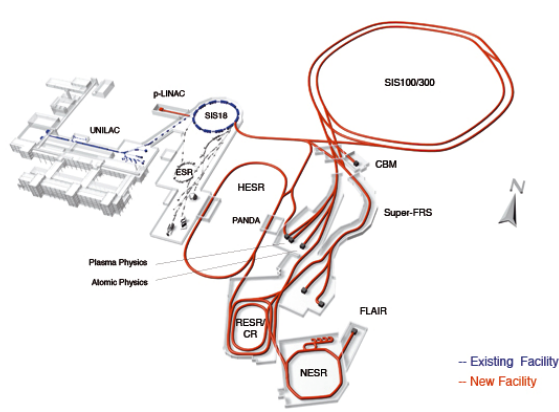 SIS100/300
p-LINAC
SIS18
UNILAC
CBM
ESR
HESR
N
PANDA
Super-FRS
Plasma Physics
Atomic Physics
FLAIR
RESR/
CR
NESR
-- Existing Facility
-- New Facility